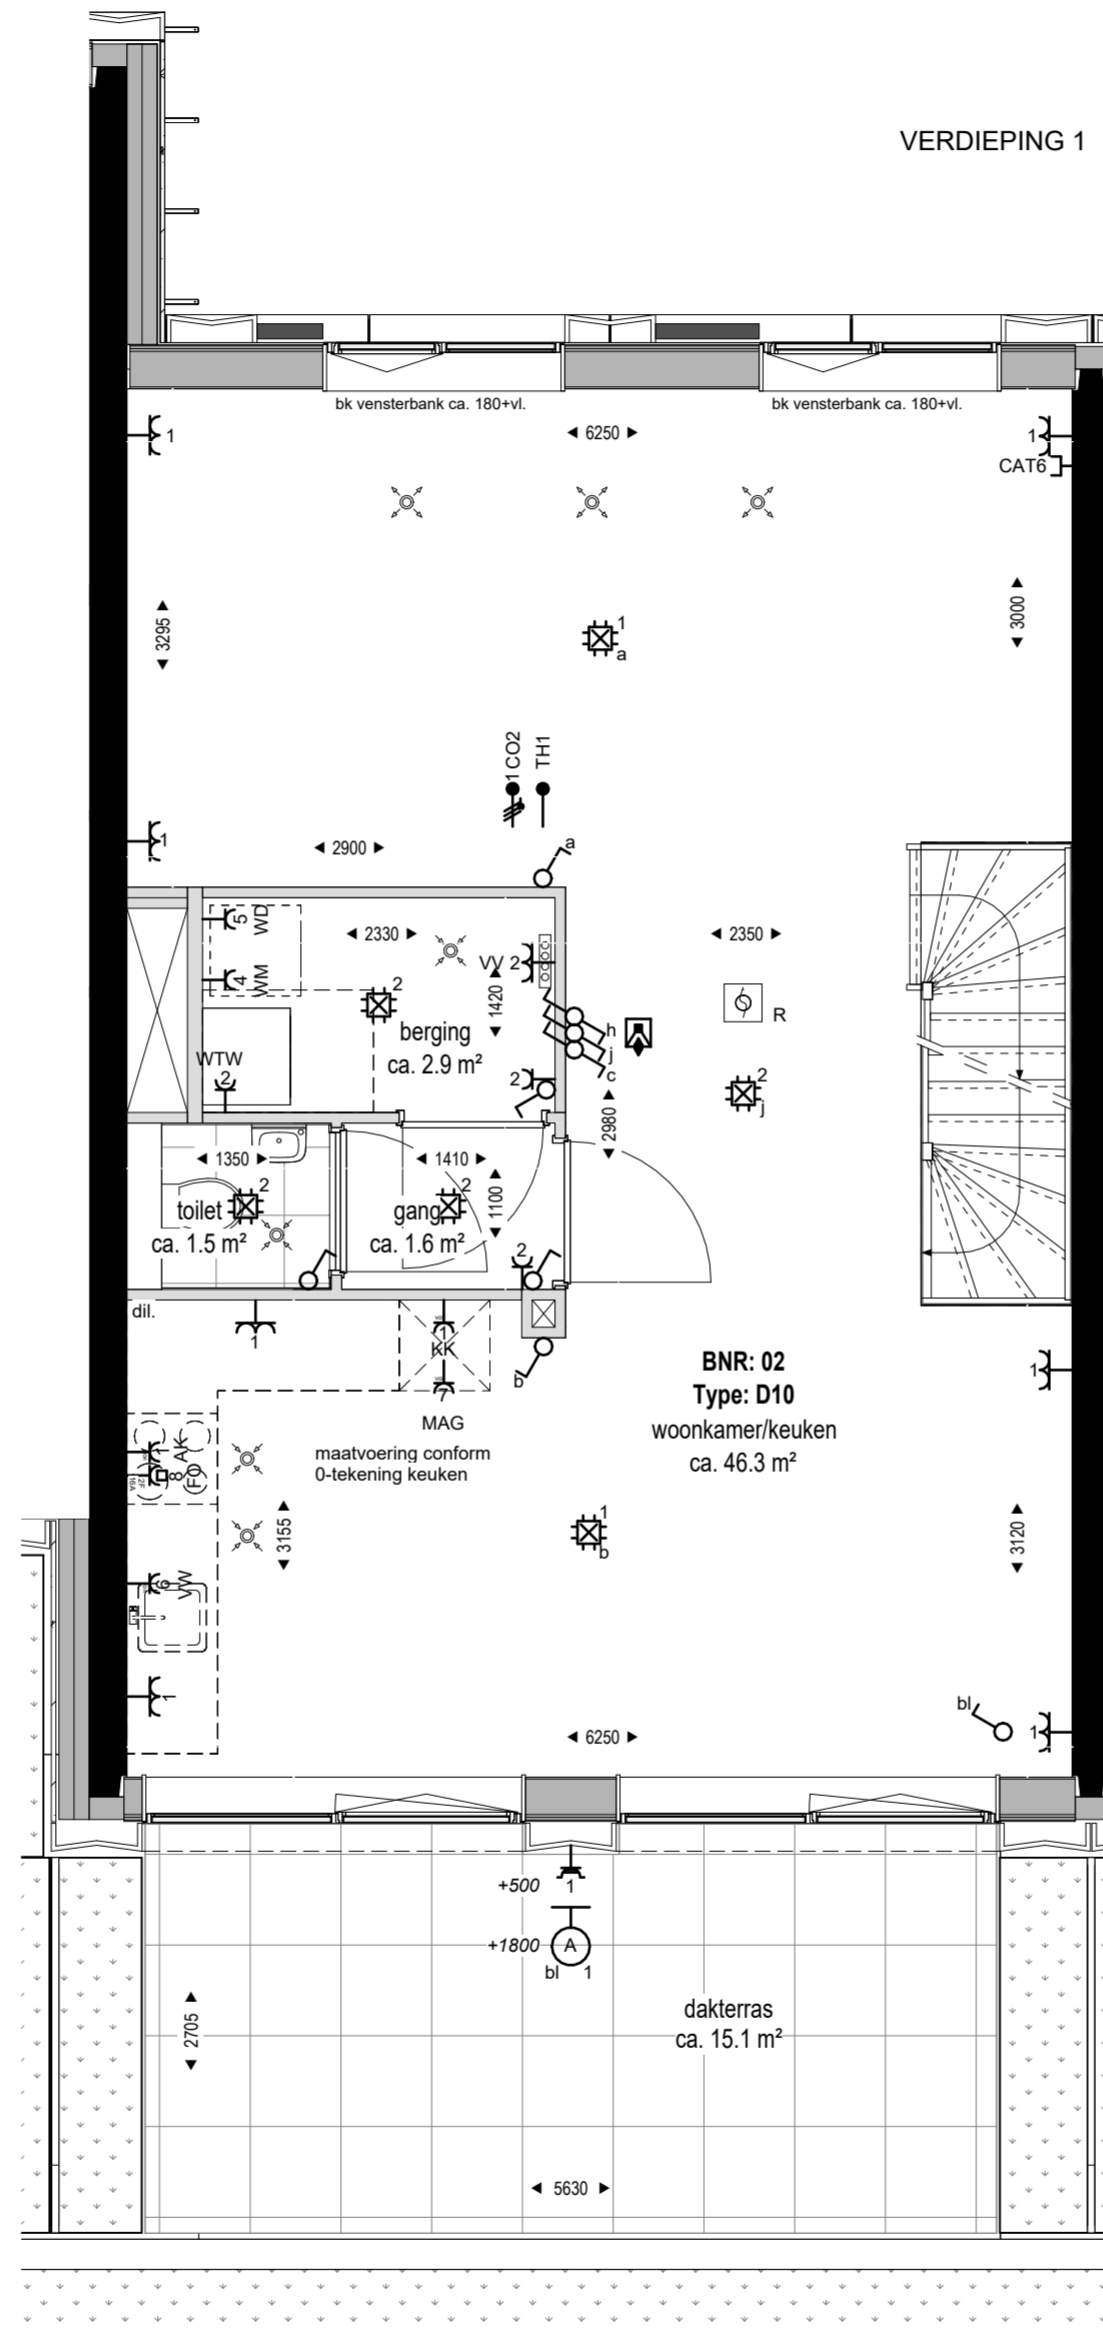 VERDIEPING 1
bk vensterbank ca. 180+vl.
bk vensterbank ca. 180+vl.
6250
1
1
CAT6
3295
3000
1
a
1 CO2
TH1
1
2900
a
5
WD
2330
VV 2
2350
4
WM
1420
2
berging
ca. 2.9 m²
R
h
j
c
WTW
2
2
2
j
2980
1350
2
1410
2
1100
toilet
ca. 1.5 m²
gang
ca. 1.6 m²
2
dil.
1
1
KK
7
b
MAG
maatvoering conform
0-tekening keuken
BNR: 02
Type: D10
woonkamer/keuken
ca. 46.3 m²
1
1
AK
8
FO
3155
1
b
3120
6
VW
1
bl
1
6250
+500
1
+1800
A
bl
1
2705
dakterras
ca. 15.1 m²
5630